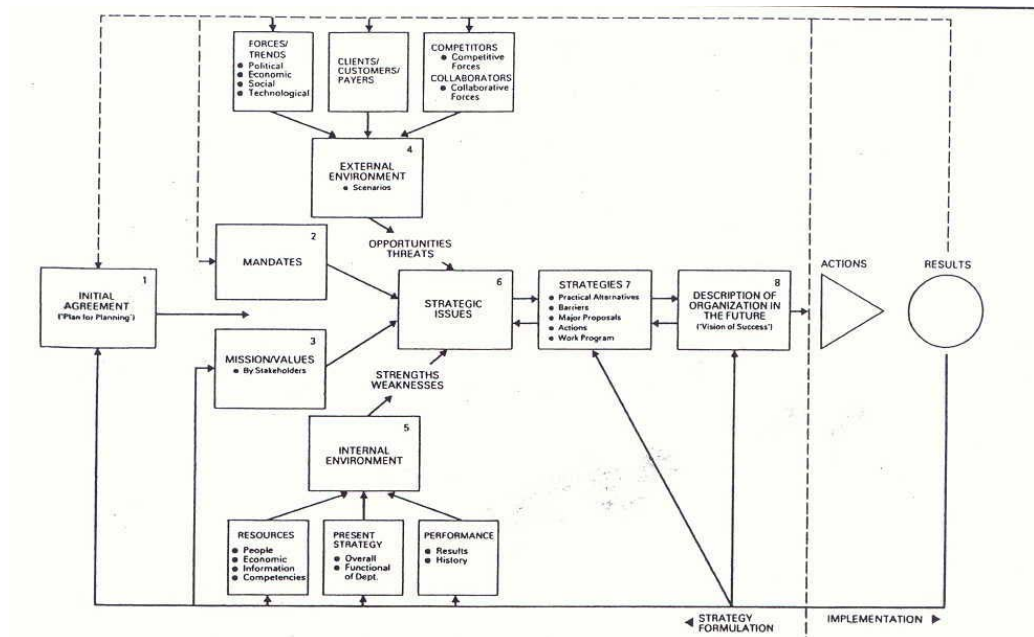 FORCES/
TRENDS
● Political
● Economic
● Social
● Technological
CLIENTS/
CUSTOMERS/
PAYERS
COMPETITORS
● Competitive
Forces
COLLABORATORS
● Collaborative
Forces
4
EXTERNAL
ENVIRONMENT
● Scenarios
OPPORTUNITIES
THREATS
1
INITIAL
AGREEMENT
("Plan for Planning")
2
MANDATES
3
MISSION/VALUES
● By Stakeholders
6
STRATEGIC
ISSUES
STRATEGIES 7
● Practical Alternatives
● Barriers
● Major Proposals
● Actions
● Work Program
8
DESCRIPTION OF
ORGANIZATION IN
THE FUTURE
("Vision of Success")
ACTIONS
RESULTS
STRENGTHS
WEAKNESSES
5
INTERNAL
ENVIRONMENT
RESOURCES
● People
● Economic
● Information
● Competencies
PRESENT
STRATEGY
● Overall
● Functional
of Dept.
PERFORMANCE
● Results
● History
◄ STRATEGY
FORMULATION
IMPLEMENTATION ►